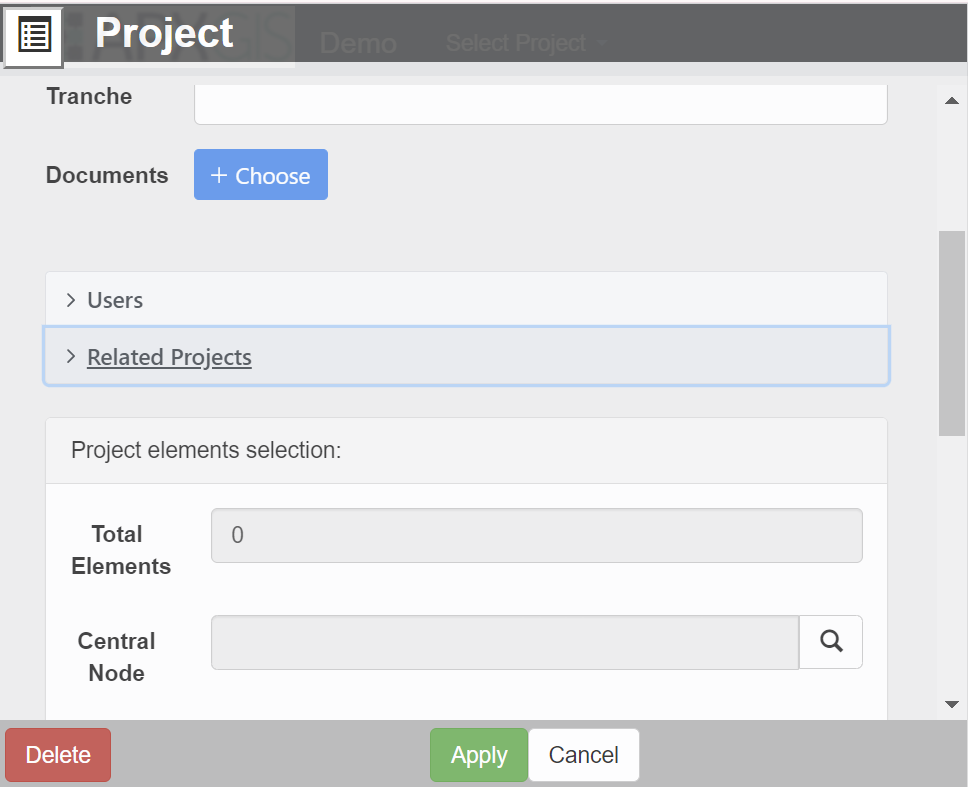 Project
Demo
Select Project
Tranche
Documents
+ Choose
Users
Related Projects
Project elements selection:
Total
Elements
0
Central
Node
Delete
Apply
Cancel